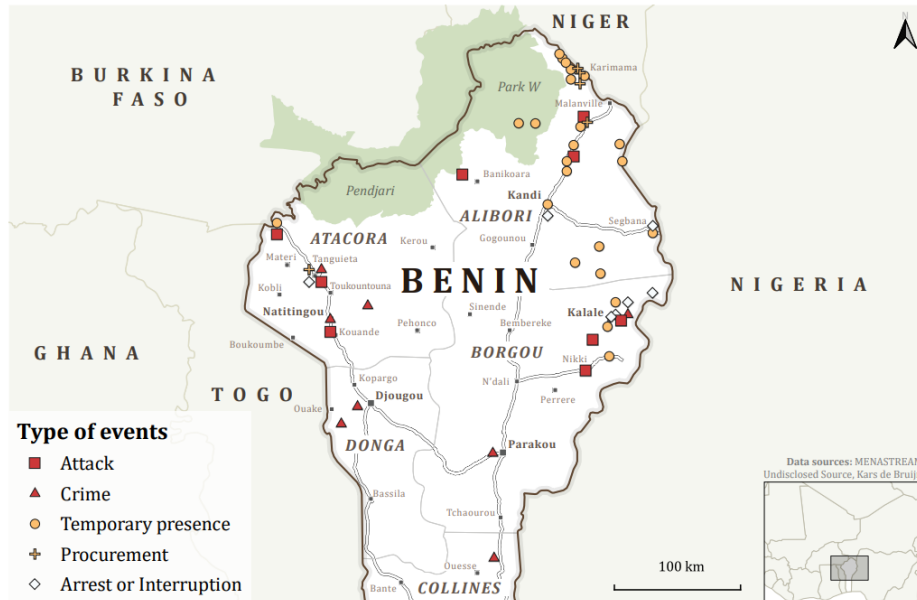 NIGER
BURKINA
FASO
Karimama
Park W
Malanville
Pendjari
Banikoara
Kandi
ALIBORI
Segbana
ATACORA
Kerou
Gogounou
Materi
Tanguieta
BENIN
NIGERIA
Kobli
Toukountouna
Natitingou
Sinende
Kalale
Kouande
Pehonco
Bembereke
Boukoumbe
BORGOU
GHANA
Nikki
TOGO
Kopargo
N'dali
Perrere
Ouake
Djougou
DONGA
Parakou
Bassila
Tchaourou
Ouesse
Bante
COLLINES
Type of events
Attack
Crime
Temporary presence
Procurement
Arrest or Interruption
100 km
Data sources: MENASTREAM
Undisclosed Source, Kars de Bruij